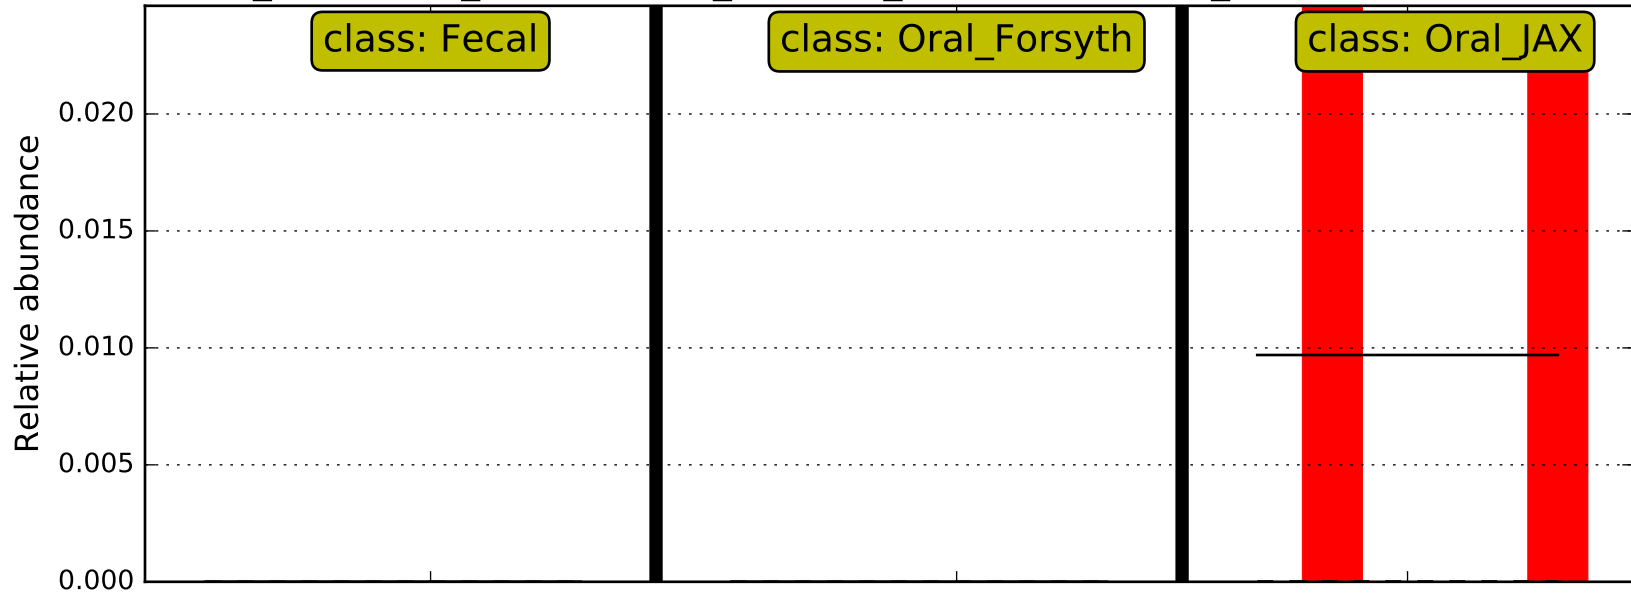 class: Fecal
class: Oral_Forsyth
class: Oral_JAX
Relative abundance
0.020
0.015
0.010
0.005
0.000